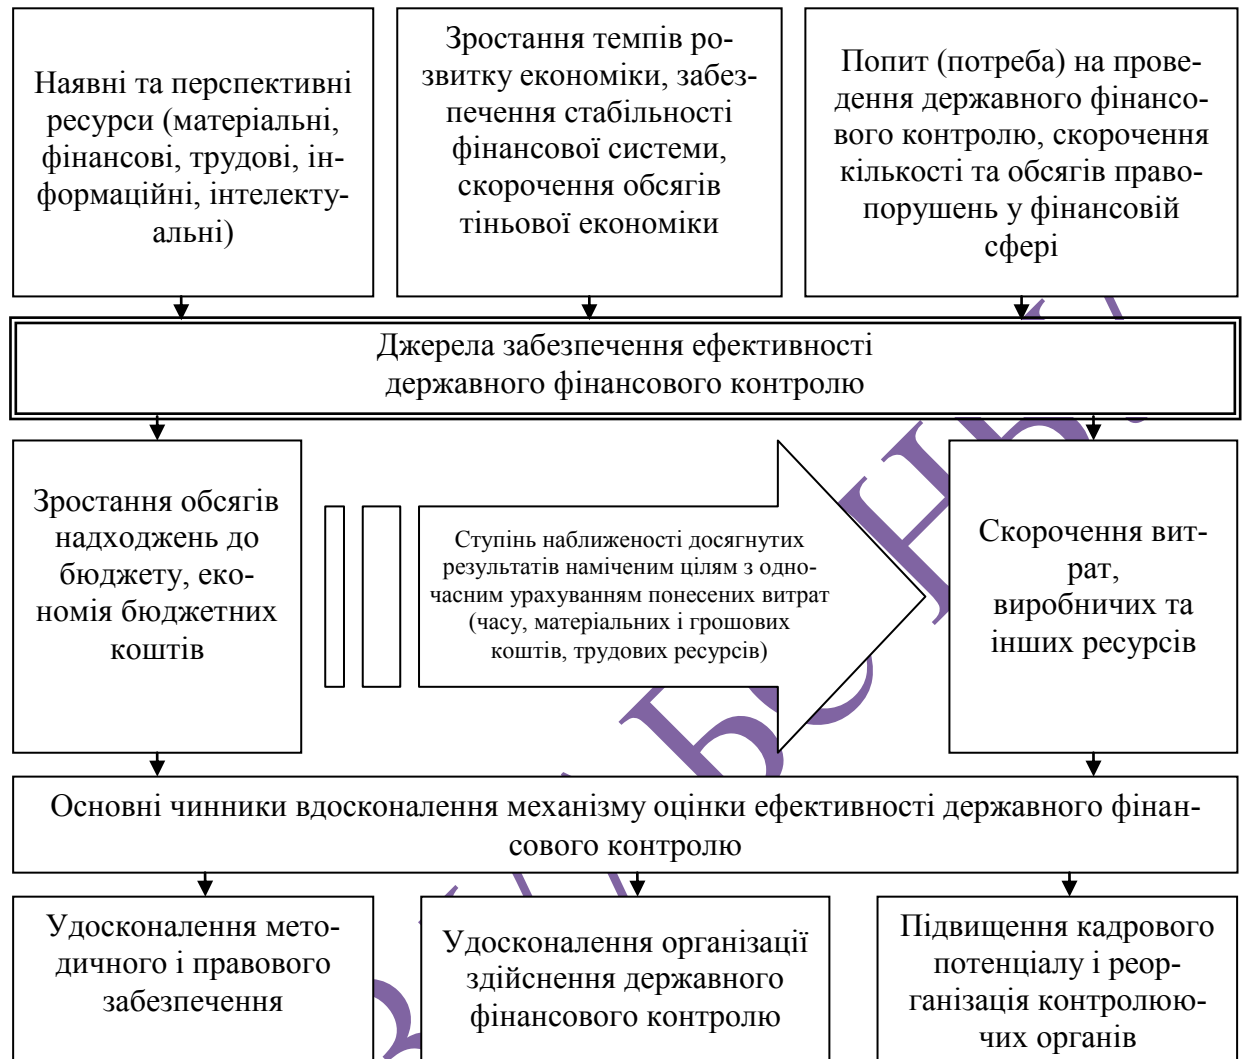 Наявні та перспективні
ресурси (матеріальні,
фінансові, трудові, ін-
формаційні, інтелекту-
альні)
Зростання темпів ро-
звитку економіки, забез-
печення стабільності
фінансової системи,
скорочення обсягів
тіньової економіки
Попит (потреба) на прове-
дення державного фінансо-
вого контролю, скорочення
кількості та обсягів право-
порушень у фінансовій
сфері
Джерела забезпечення ефективності
державного фінансового контролю
Зростання обсягів
надходжень до
бюджету, еко-
номія бюджетних
коштів
Ступінь наближеності досягнутих
результатів наміченим цілям з одно-
часним урахуванням понесених витрат
(часу, матеріальних і грошових
коштів, трудових ресурсів)
Скорочення вит-
рат,
виробничих та
інших ресурсів
Основні чинники вдосконалення механізму оцінки ефективності державного фінан-
сового контролю
Удосконалення мето-
дичного і правового
забезпечення
Удосконалення організації
здійснення державного
фінансового контролю
Підвищення кадрового
потенціалу і реор-
ганізація контролюю-
чих органів